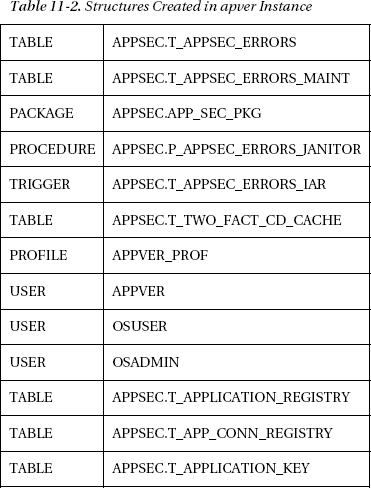 Table 11-2. Structures Created in apver Instance
TABLE APPSEC.T_APPSEC_ERRORS
TABLE APPSEC.T_APPSEC_ERRORS_MAINT
PACKAGE APPSEC.APP_SEC_PKG
PROCEDURE APPSEC.P_APPSEC_ERRORS_JANITOR
TRIGGER APPSEC.T_APPSEC_ERRORS_IAR
TABLE APPSEC.T_TWO_FACT_CD_CACHE
PROFILE APPVER_PROF
USER APPVER
USER OSUSER
USER OSADMIN
TABLE APPSEC.T_APPLICATION_REGISTRY
TABLE APPSEC.T_APP_CONN_REGISTRY
TABLE APPSEC.T_APPLICATION_KEY